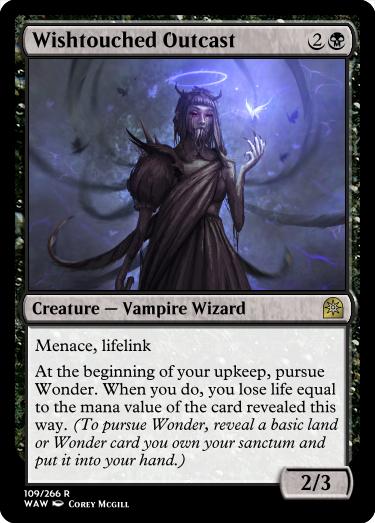 Wishtouched Outcast 2
Creature — Vampire Wizard
Menace, lifelink
At the beginning of your upkeep, pursue
Wonder. When you do, you lose life equal
to the mana value of the card revealed this
way. (To pursue Wonder, reveal a basic land
or Wonder card you own your sanctum and
put it into your hand.)
2/3
109/266 R
WAW Corey Mcgill